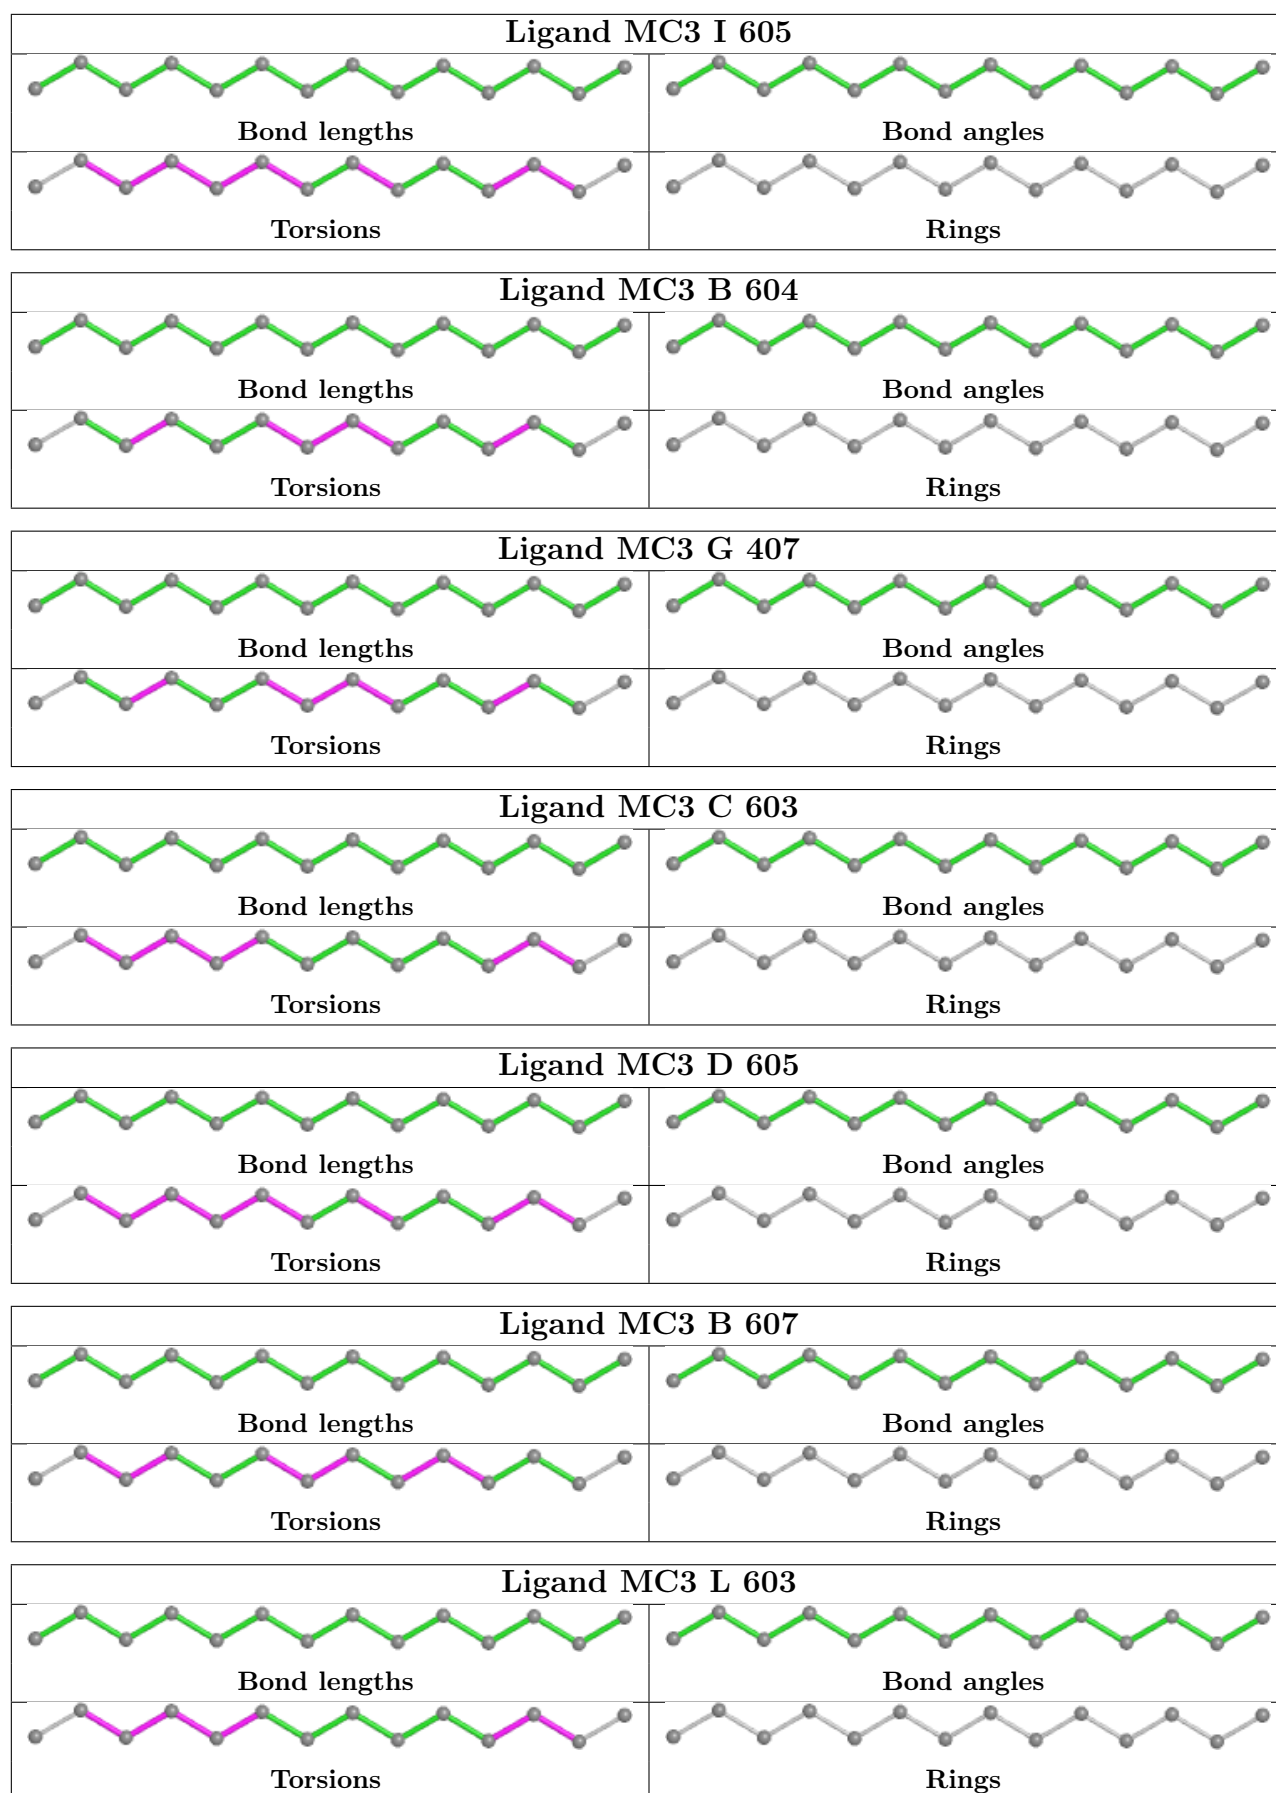 Ligand MC3 I 605
Bond lengths Bond angles
Torsions Rings
Ligand MC3 B 604
Bond lengths Bond angles
Torsions Rings
Ligand MC3 G 407
Bond lengths Bond angles
Torsions Rings
Ligand MC3 C 603
Bond lengths Bond angles
Torsions Rings
Ligand MC3 D 605
Bond lengths Bond angles
Torsions Rings
Ligand MC3 B 607
Bond lengths Bond angles
Torsions Rings
Ligand MC3 L 603
Bond lengths Bond angles
Torsions Rings